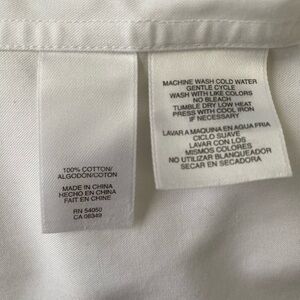 100% COTTON/
ALGODON/COTON
MADE IN CHINA
HECHO EN CHINA
FAIT EN CHINE
RN 54050
CA 08349
MACHINE WASH COLD WATER
GENTLE CYCLE
WASH WITH LIKE COLORS
NO BLEACH
TUMBLE DRY LOW HEAT
PRESS WITH COOL IRON
IF NECESSARY
LAVAR A MAQUINA EN AGUA FRIA
CICLO SUAVE
LAVAR CON LOS
MISMOS COLORES
NO UTILIZAR BLANQUEADOR
SECAR EN SECADORA